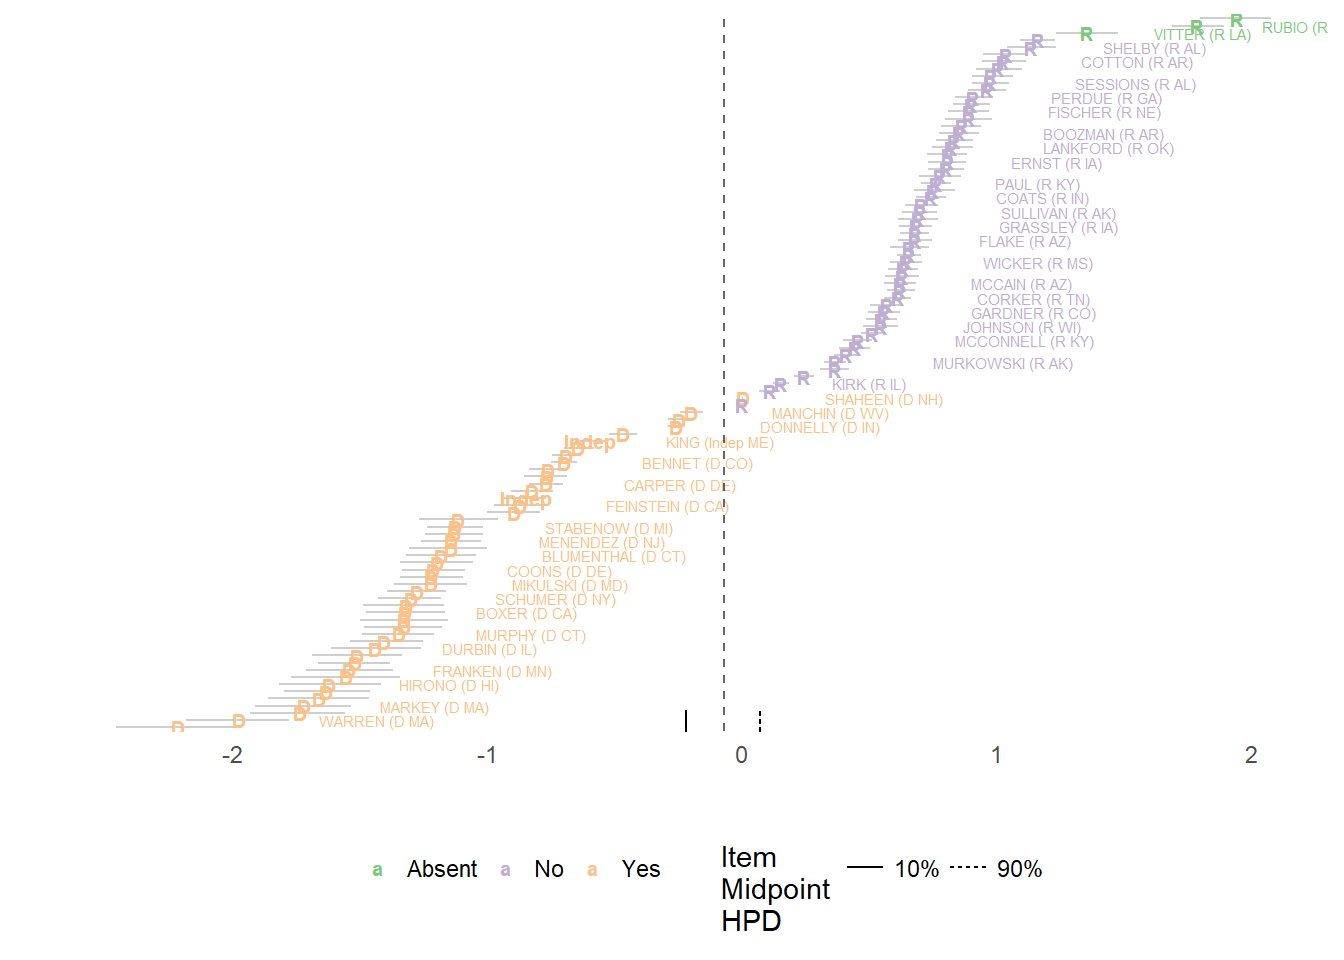 R
R
RUBIO (R
VITTER (R LA)
R
R
SHELBY (R AL)
R
R
COTTON (R AR)
R
R
R
SESSIONS (R AL)
R
PERDUE (R GA)
R
R
FISCHER (R NE)
R
R
BOOZMAN (R AR)
R
R
LANKFORD (R OK)
R
R
ERNST (R IA)
R
R
PAUL (R KY)
R
R
COATS (R IN)
R
SULLIVAN (R AK)
R
R
GRASSLEY (R IA)
R
R
FLAKE (R AZ)
R
R
WICKER (R MS)
R
R
MCCAIN (R AZ)
R
R
CORKER (R TN)
R
R
GARDNER (R CO)
R
R
JOHNSON (R WI)
R
MCCONNELL (R KY)
R
R
R
MURKOWSKI (R AK)
R
R
R
KIRK (R IL)
R
R
D
SHAHEEN (D NH)
R
D
MANCHIN (D WV)
D
D
DONNELLY (D IN)
D
Indep
KING (Indep ME)
D
D
D
BENNET (D CO)
D
D
D
CARPER (D DE)
D
Indep
D
FEINSTEIN (D CA)
D
D
D
STABENOW (D MI)
D
D
MENENDEZ (D NJ)
D
D
BLUMENTHAL (D CT)
D
D
COONS (D DE)
D
D
MIKULSKI (D MD)
D
D
SCHUMER (D NY)
D
D
BOXER (D CA)
D
D
D
MURPHY (D CT)
D
D
DURBIN (D IL)
D
D
D
FRANKEN (D MN)
D
D
HIRONO (D HI)
D
D
D
MARKEY (D MA)
D
D
WARREN (D MA)
D
-2 -1 0 1 2
a Absent a No a Yes
Item
Midpoint
HPD
10% 90%